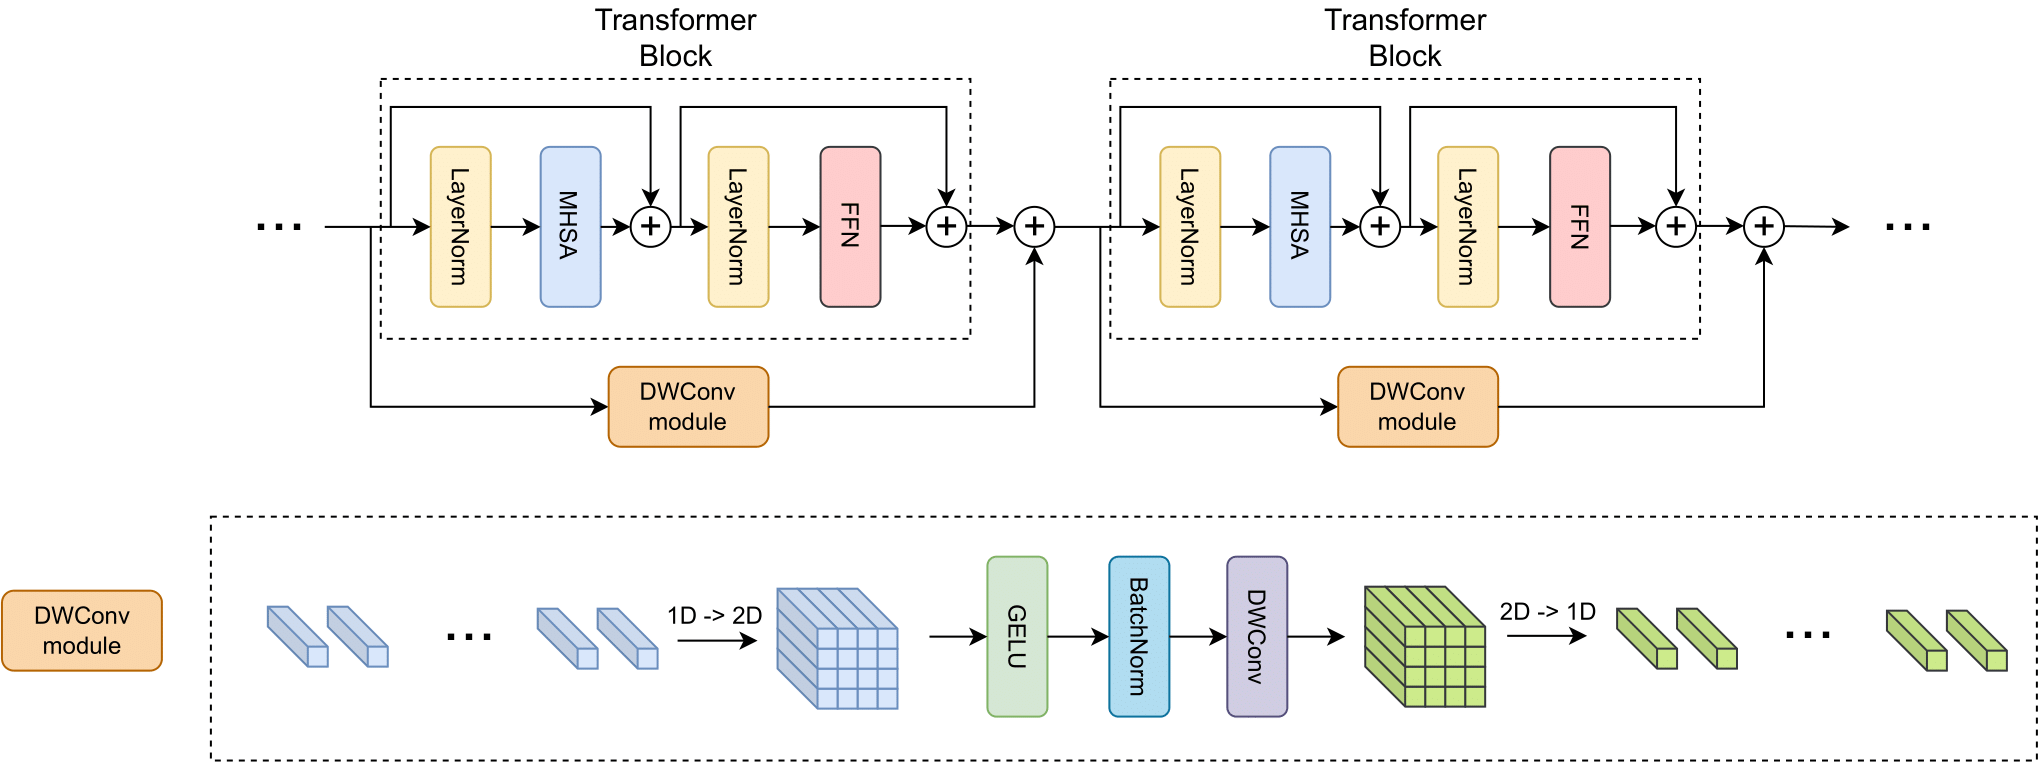 Transformer
Block
Transformer
Block
LayerNorm
MHSA
LayerNorm
FFN
LayerNorm
MHSA
LayerNorm
FFN
...
...
DWConv
module
DWConv
module
DWConv
module
...
1D -> 2D
GELU
BatchNorm
DWConv
2D -> 1D
...